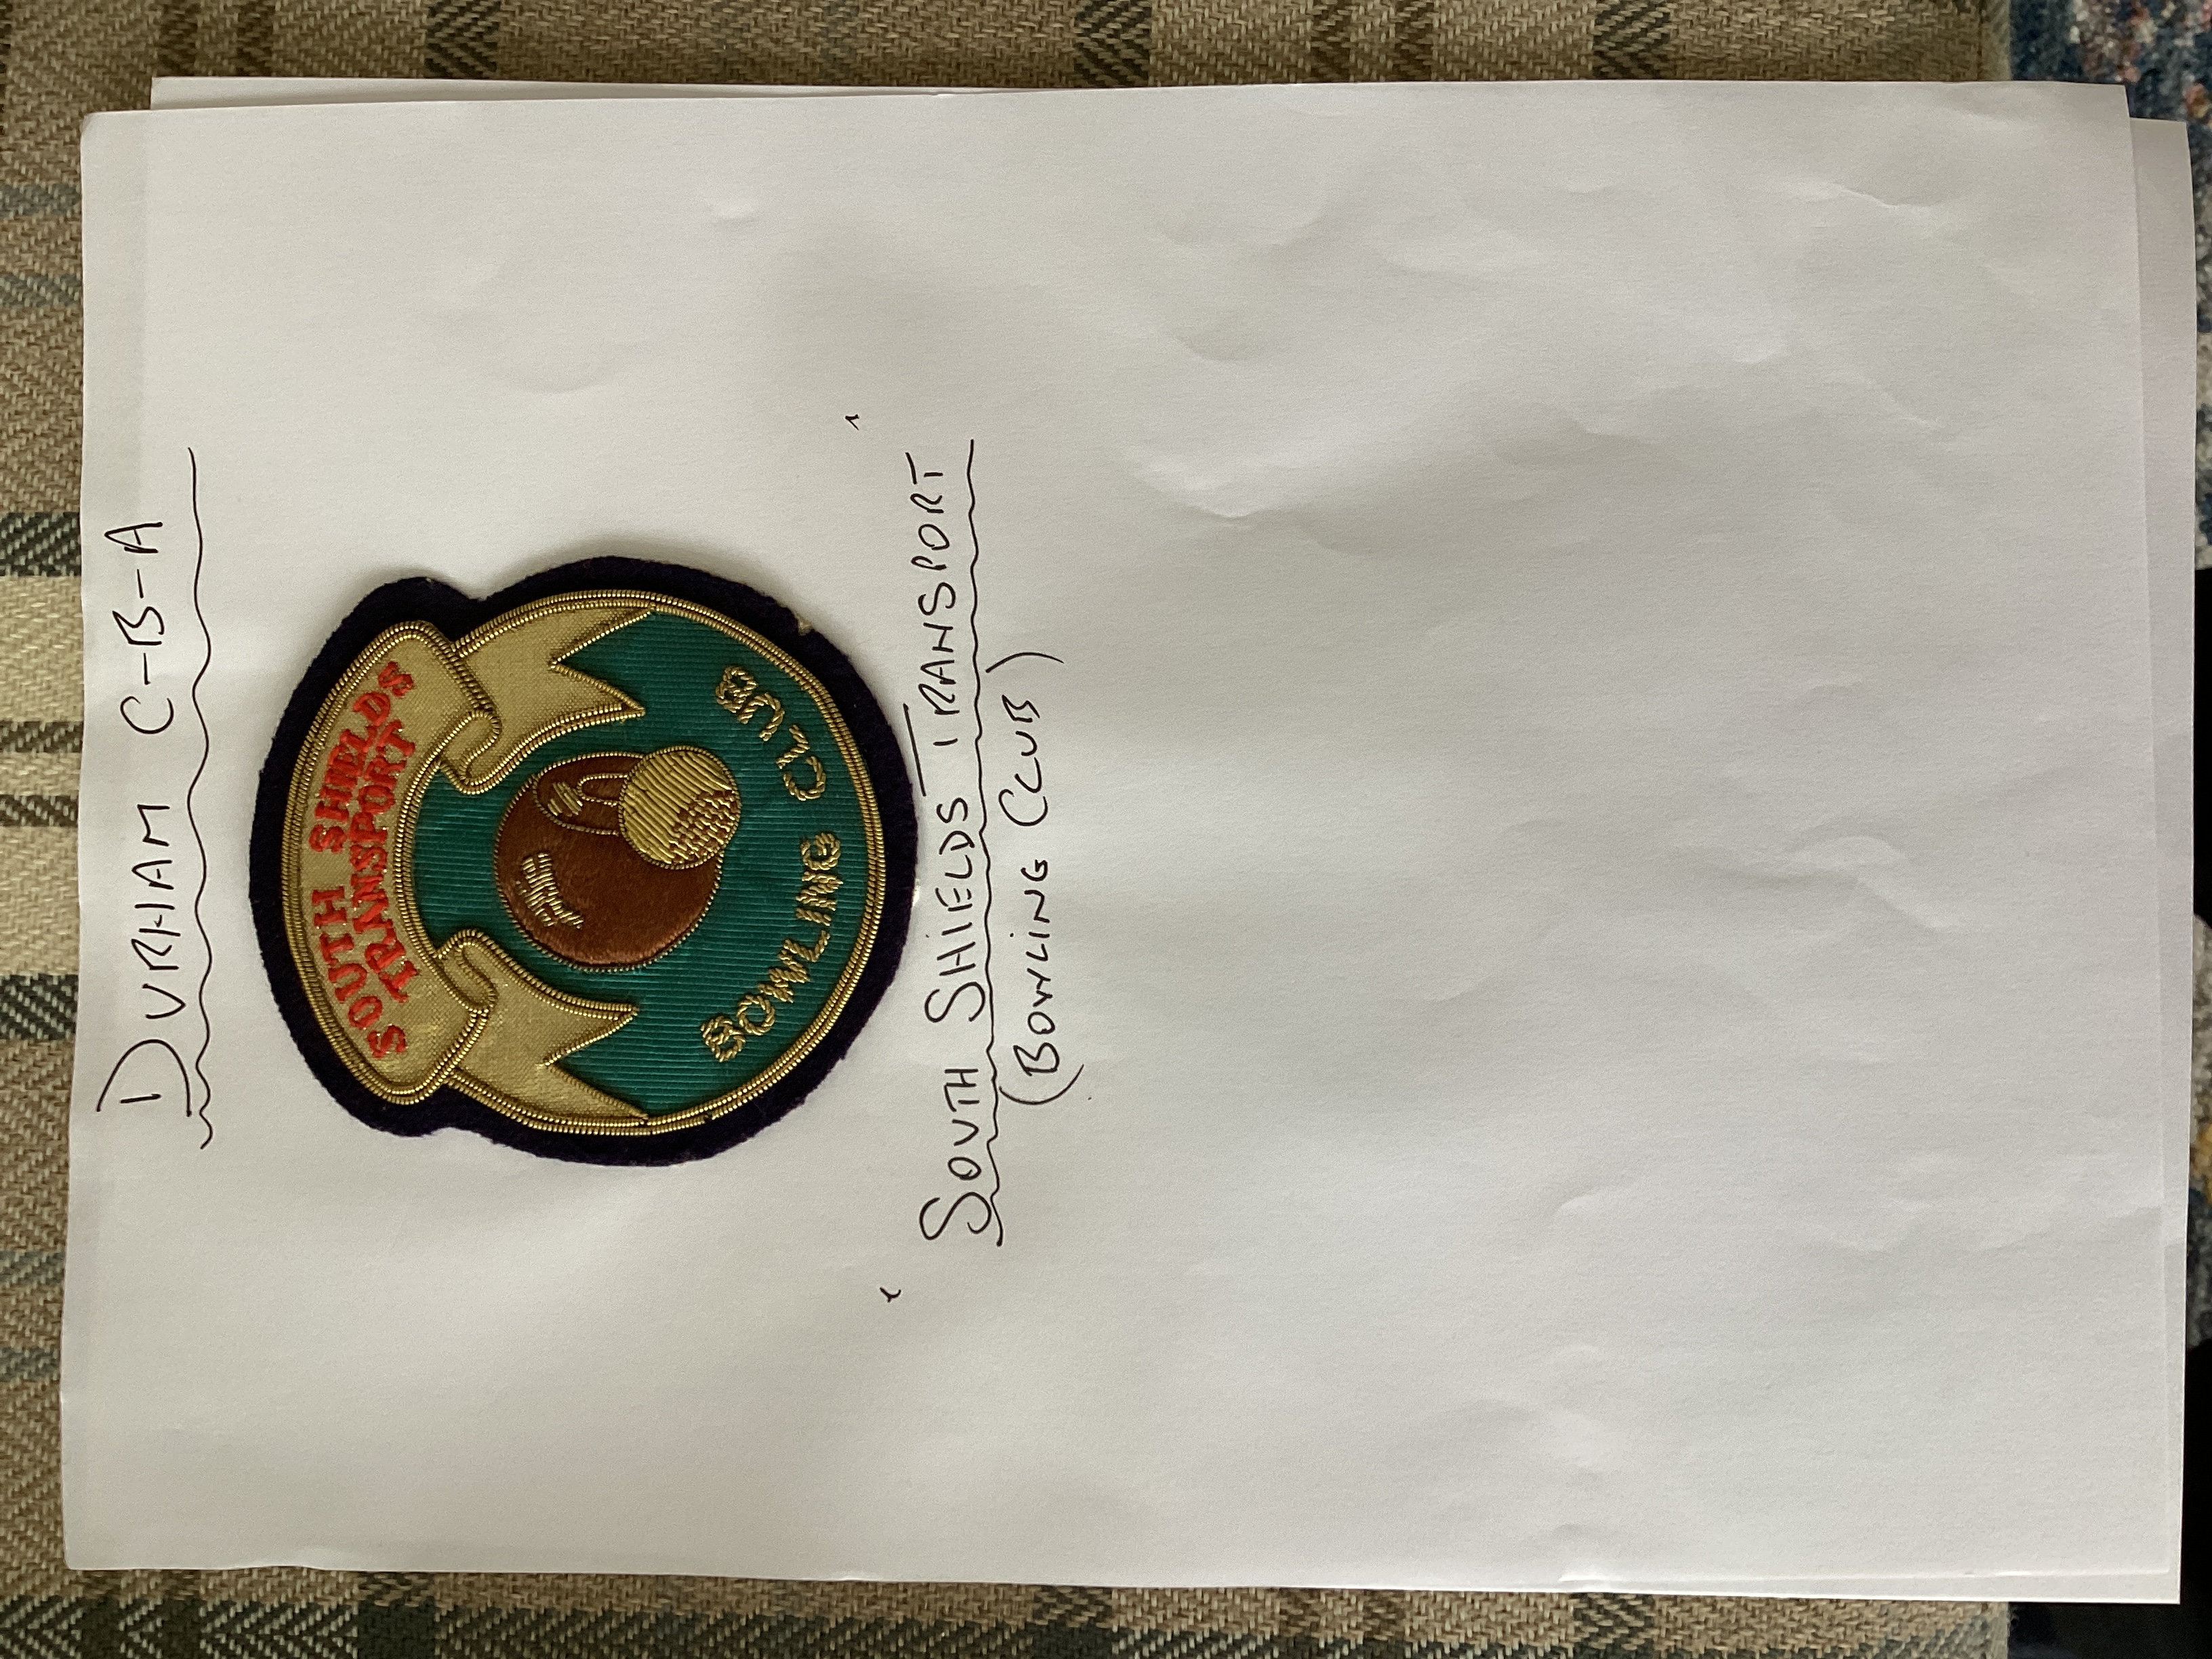 DURHAM C-B-A
SOUTH SHIELDS
TRANSPORT
BOWLING CLUB
SOUTH SHIELDS TRANSPORT
(BOWLING CLUB)